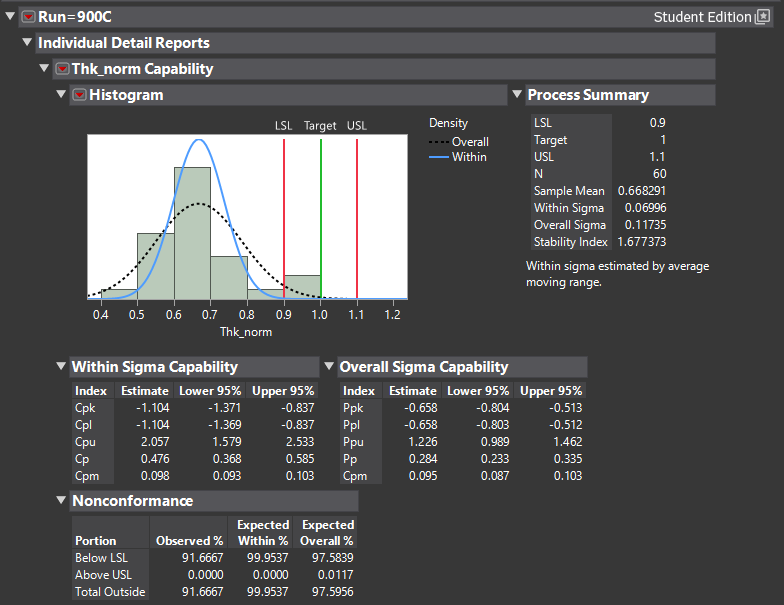 Run=900C
Student Edition
Individual Detail Reports
Thk_norm Capability
Histogram
LSL Target USL
0.4 0.5 0.6 0.7 0.8 0.9 1.0 1.1 1.2
Thk_norm
Density
Overall
Within
Process Summary
LSL 0.9
Target 1
USL 1.1
N 60
Sample Mean 0.668291
Within Sigma 0.06996
Overall Sigma 0.11735
Stability Index 1.677373
Within sigma estimated by average
moving range.
Within Sigma Capability
Index Estimate Lower 95% Upper 95%
Cpk -1.104 -1.371 -0.837
Cpl -1.104 -1.369 -0.837
Cpu 2.057 1.579 2.533
Cp 0.476 0.368 0.585
Cpm 0.098 0.093 0.103
Overall Sigma Capability
Index Estimate Lower 95% Upper 95%
Ppk -0.658 -0.804 -0.513
Ppl -0.658 -0.803 -0.512
Ppu 1.226 0.989 1.462
Pp 0.284 0.233 0.335
Cpm 0.095 0.087 0.103
Nonconformance
Expected Expected
Portion Observed % Within % Overall %
Below LSL 91.6667 99.9537 97.5839
Above USL 0.0000 0.0000 0.0117
Total Outside 91.6667 99.9537 97.5956